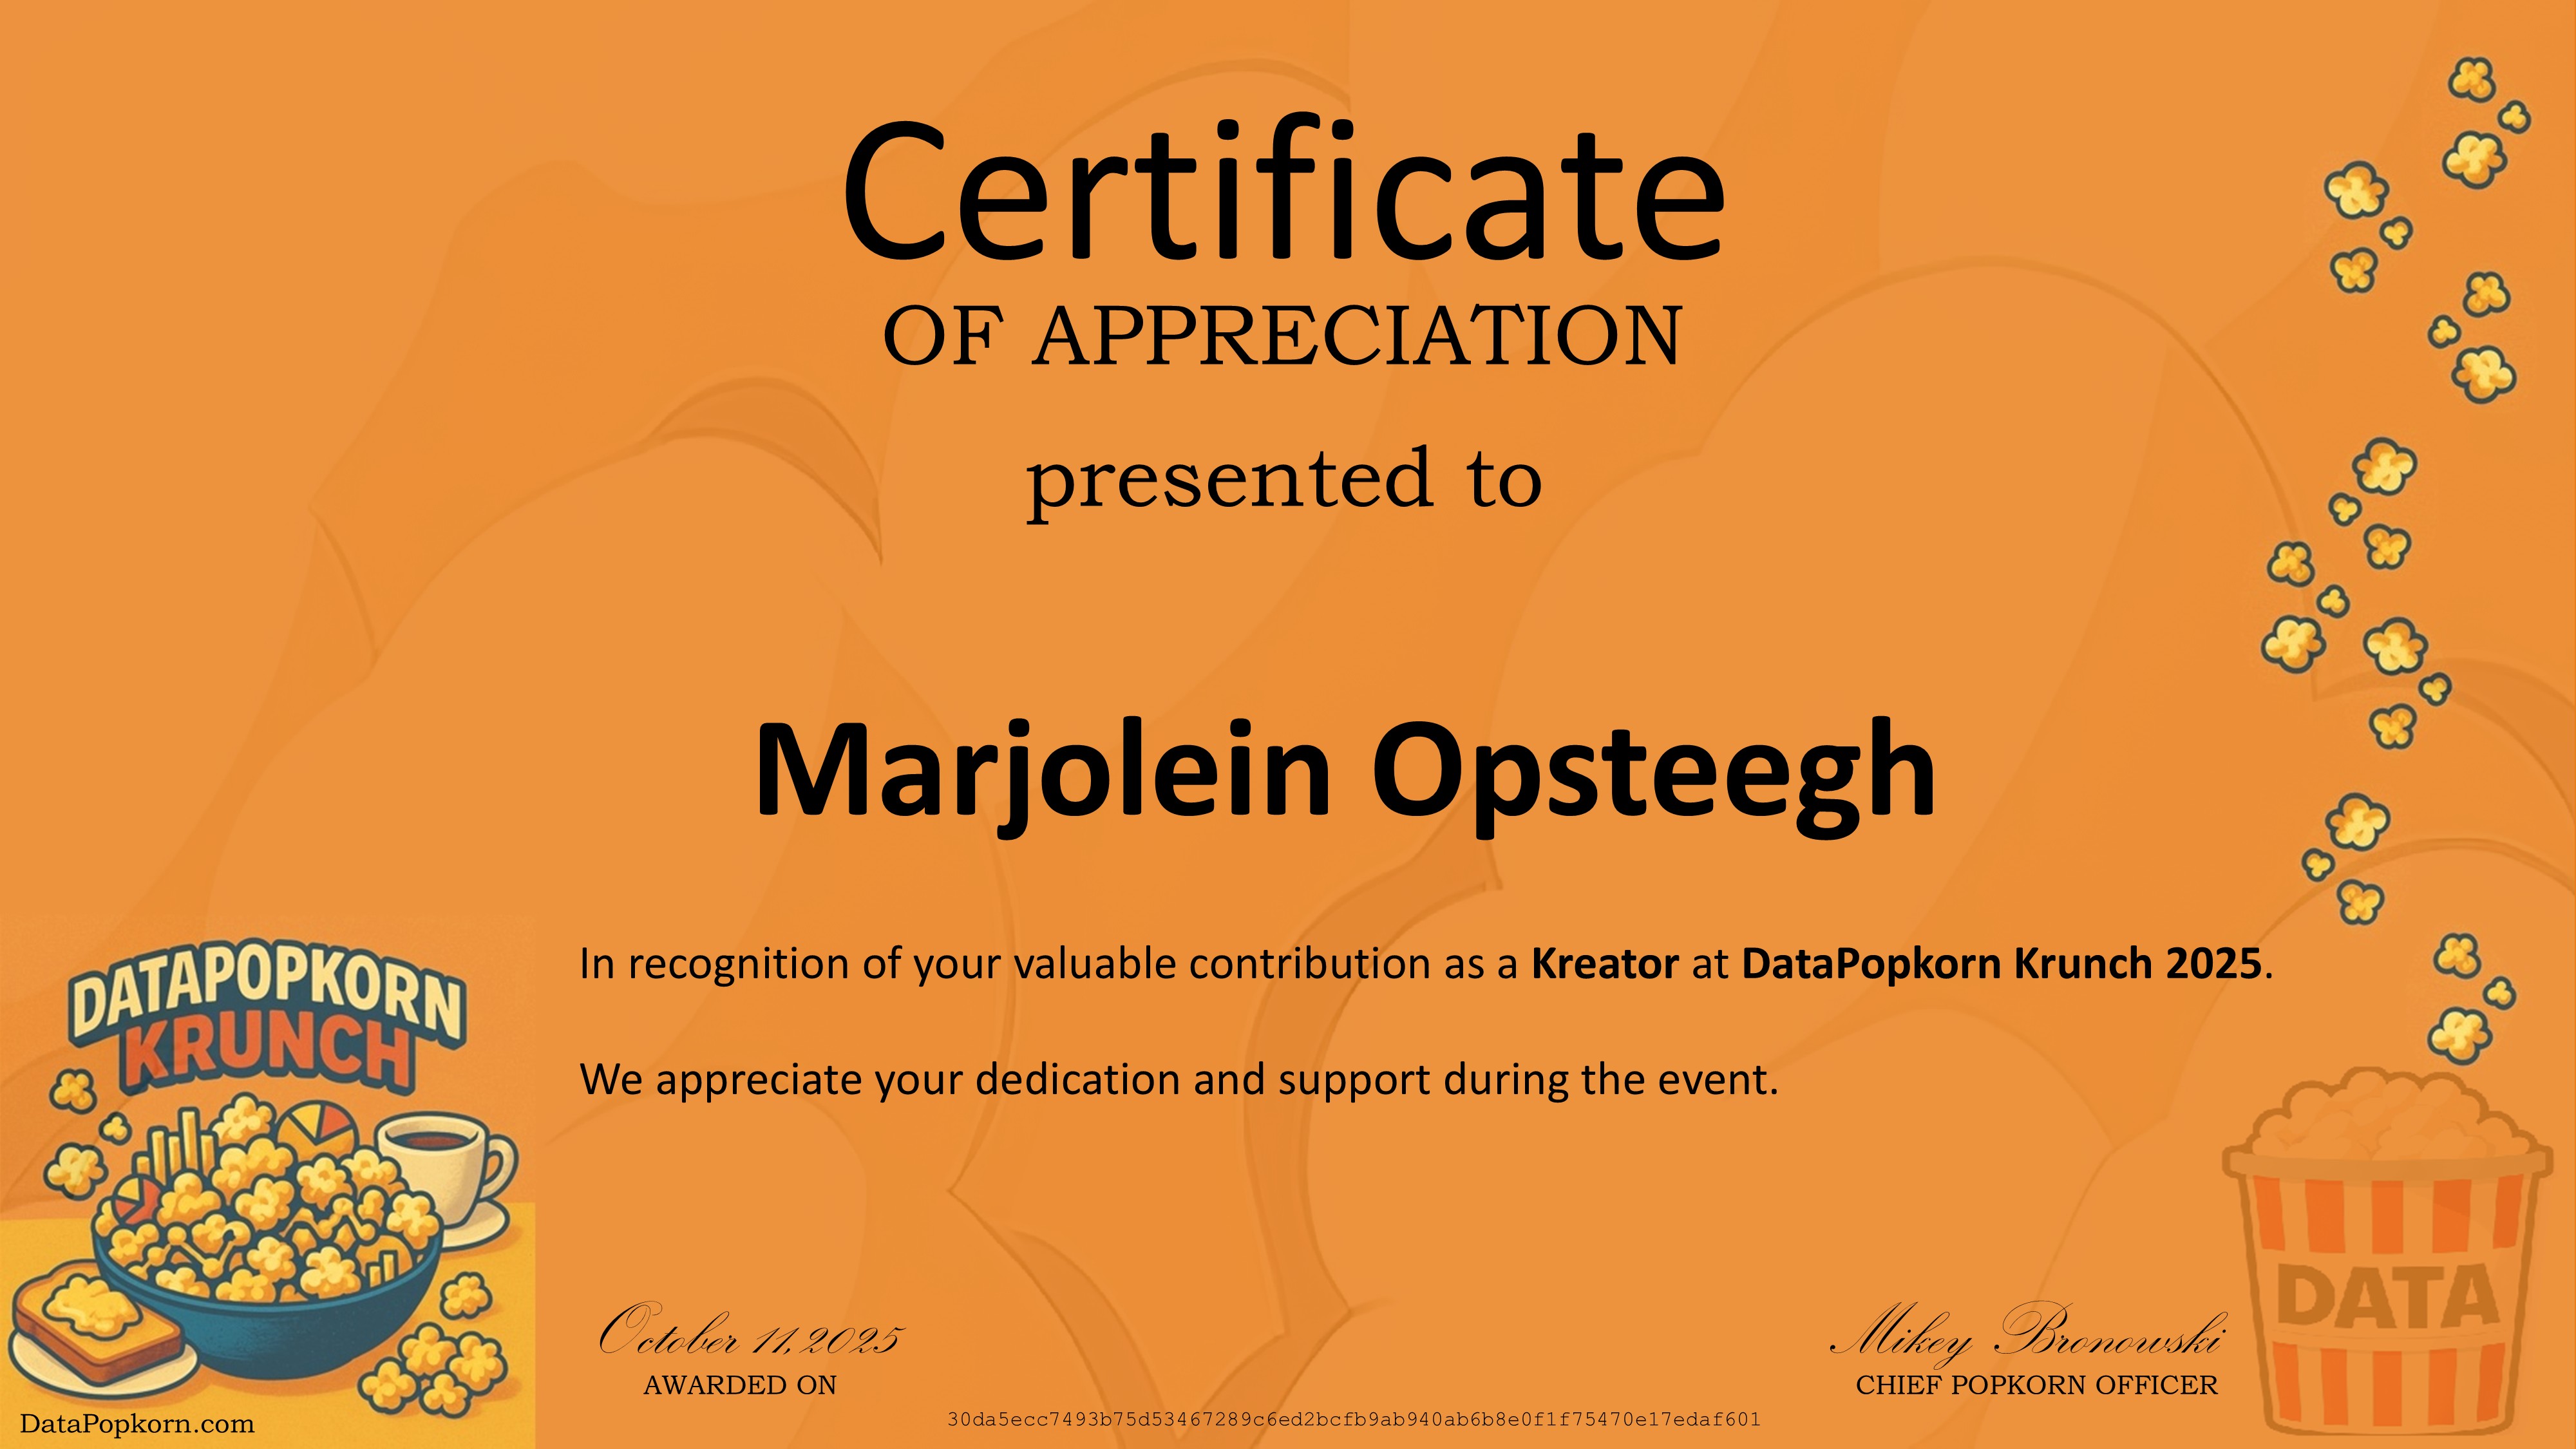 Certificate
OF APPRECIATION
presented to
Marjolein Opsteegh
In recognition of your valuable contribution as a Kreator at DataPopkorn Krunch 2025.
We appreciate your dedication and support during the event.
DATAPOPKORN
KRUNCH
DATA
October 11, 2025
AWARDED ON
Mikey Bronowski
CHIEF POPKORN OFFICER
DataPopkorn.com
30da5ecc7493b75d53467289c6ed2bcfb9ab940ab6b8e0f1f75470e17edaf601